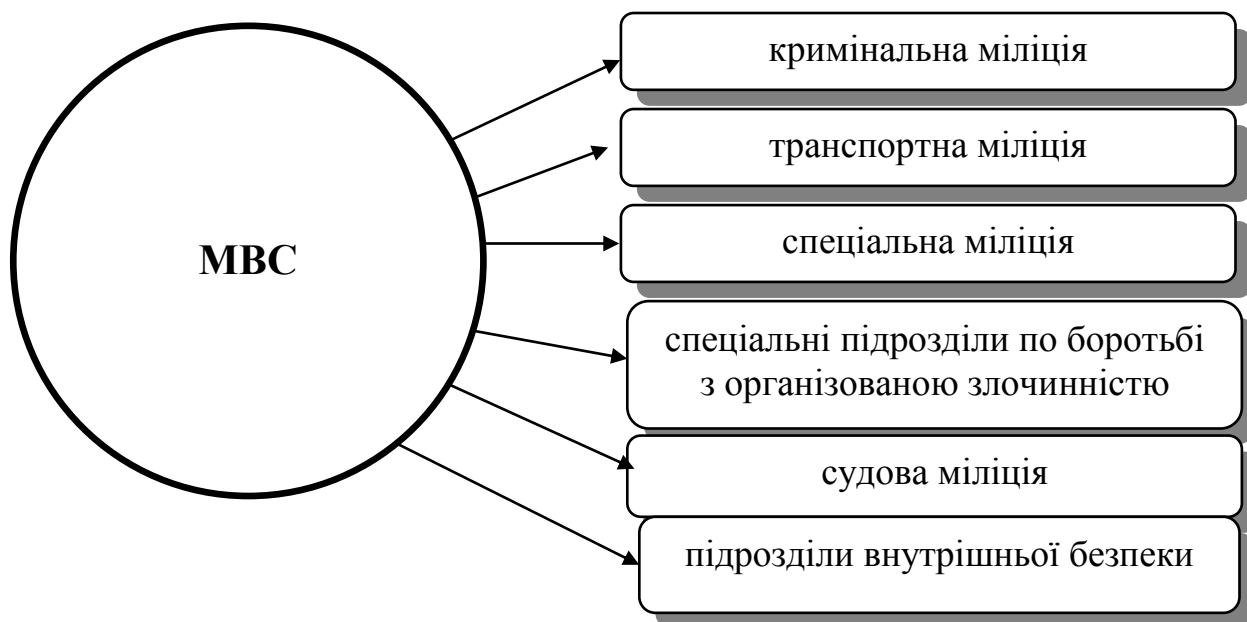 кримінальна міліція
транспортна міліція
МВС
спеціальна міліція
спеціальні підрозділи по боротьбі
з організованою злочинністю
судова міліція
підрозділи внутрішньої безпеки